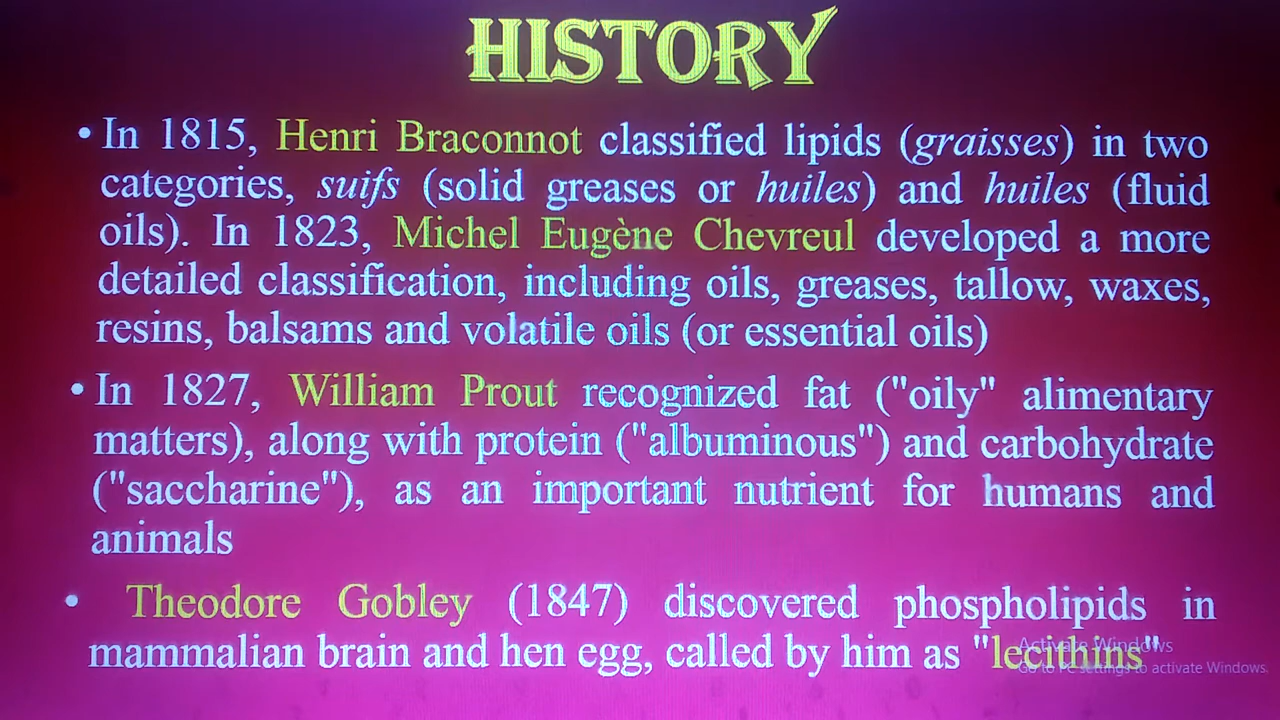 HISTORY
• In 1815, Henri Braconnot classified lipids (graisses) in two
categories, suifs (solid greases or huiles) and huiles (fluid
oils). In 1823, Michel Eugène Chevreul developed a more
detailed classification, including oils, greases, tallow, waxes,
resins, balsams and volatile oils (or essential oils)
• In 1827, William Prout recognized fat ("oily" alimentary
matters), along with protein ("albuminous") and carbohydrate
("saccharine"), as an important nutrient for humans and
animals
• Theodore Gobley (1847) discovered phospholipids in
mammalian brain and hen egg, called by him as "lecithins"
Activate Windows
Go to PC settings to activate Windows.